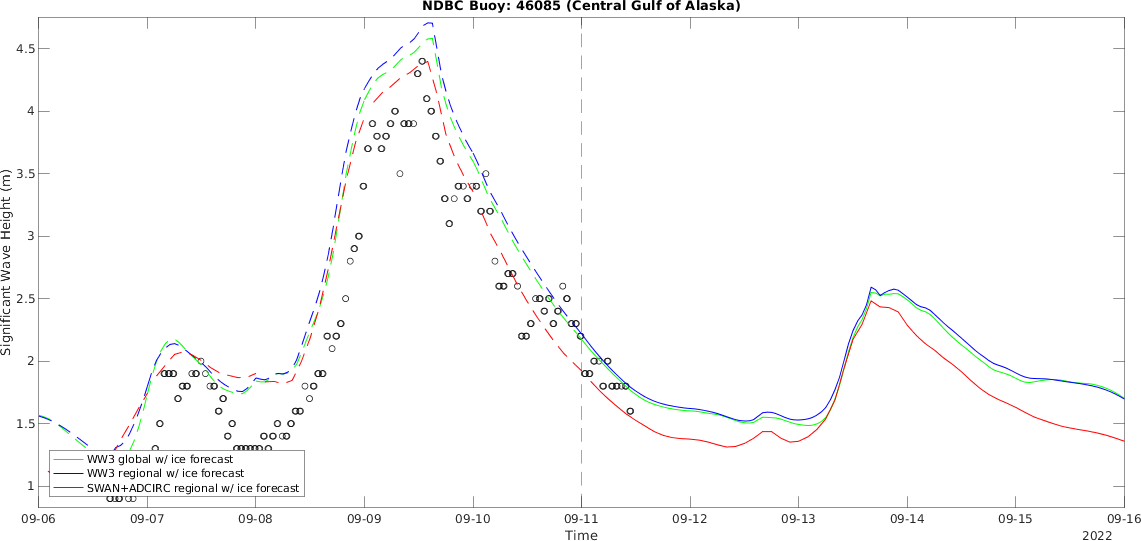 NDBC Buoy: 46085 (Central Gulf of Alaska)
4.5
4
3.5
3
2.5
2
1.5
1
Significant Wave Height (m)
WW3 global w/ ice forecast
WW3 regional w/ ice forecast
SWAN+ADCIRC regional w/ ice forecast
09-06 09-07 09-08 09-09 09-10 09-11 09-12 09-13 09-14 09-15 09-16
Time
2022